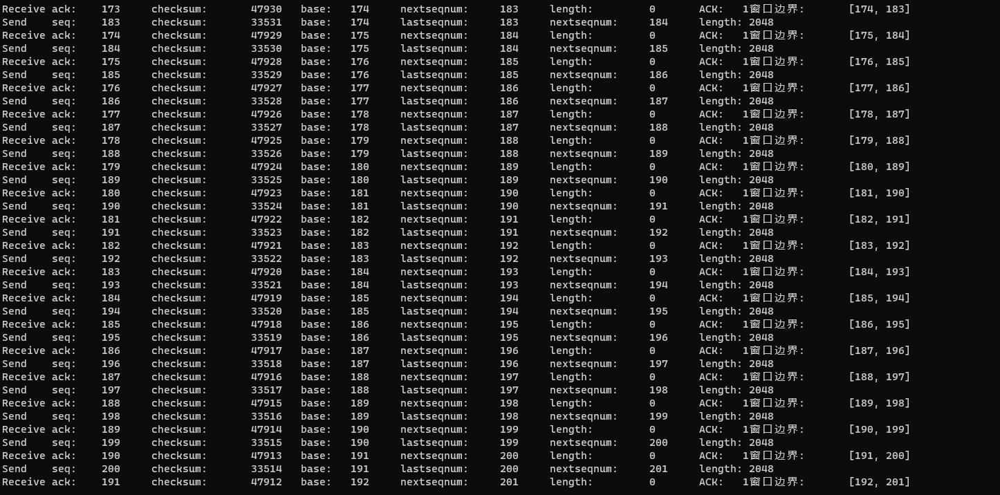 Receive ack: 173 checksum: 47930 base: 174 nextseqnum: 183 length: 0 ACK: 1窗口边界: [174, 183]
Send seq: 183 checksum: 33531 base: 174 lastseqnum: 183 nextseqnum: 184 length: 2048
Receive ack: 174 checksum: 47929 base: 175 nextseqnum: 184 length: 0 ACK: 1窗口边界: [175, 184]
Send seq: 184 checksum: 33530 base: 175 lastseqnum: 184 nextseqnum: 185 length: 2048
Receive ack: 175 checksum: 47928 base: 176 nextseqnum: 185 length: 0 ACK: 1窗口边界: [176, 185]
Send seq: 185 checksum: 33529 base: 176 lastseqnum: 185 nextseqnum: 186 length: 2048
Receive ack: 176 checksum: 47927 base: 177 nextseqnum: 186 length: 0 ACK: 1窗口边界: [177, 186]
Send seq: 186 checksum: 33528 base: 177 lastseqnum: 186 nextseqnum: 187 length: 2048
Receive ack: 177 checksum: 47926 base: 178 nextseqnum: 187 length: 0 ACK: 1窗口边界: [178, 187]
Send seq: 187 checksum: 33527 base: 178 lastseqnum: 187 nextseqnum: 188 length: 2048
Receive ack: 178 checksum: 47925 base: 179 nextseqnum: 188 length: 0 ACK: 1窗口边界: [179, 188]
Send seq: 188 checksum: 33526 base: 179 lastseqnum: 188 nextseqnum: 189 length: 2048
Receive ack: 179 checksum: 47924 base: 180 nextseqnum: 189 length: 0 ACK: 1窗口边界: [180, 189]
Send seq: 189 checksum: 33525 base: 180 lastseqnum: 189 nextseqnum: 190 length: 2048
Receive ack: 180 checksum: 47923 base: 181 nextseqnum: 190 length: 0 ACK: 1窗口边界: [181, 190]
Send seq: 190 checksum: 33524 base: 181 lastseqnum: 190 nextseqnum: 191 length: 2048
Receive ack: 181 checksum: 47922 base: 182 nextseqnum: 191 length: 0 ACK: 1窗口边界: [182, 191]
Send seq: 191 checksum: 33523 base: 182 lastseqnum: 191 nextseqnum: 192 length: 2048
Receive ack: 182 checksum: 47921 base: 183 nextseqnum: 192 length: 0 ACK: 1窗口边界: [183, 192]
Send seq: 192 checksum: 33522 base: 183 lastseqnum: 192 nextseqnum: 193 length: 2048
Receive ack: 183 checksum: 47920 base: 184 nextseqnum: 193 length: 0 ACK: 1窗口边界: [184, 193]
Send seq: 193 checksum: 33521 base: 184 lastseqnum: 193 nextseqnum: 194 length: 2048
Receive ack: 184 checksum: 47919 base: 185 nextseqnum: 194 length: 0 ACK: 1窗口边界: [185, 194]
Send seq: 194 checksum: 33520 base: 185 lastseqnum: 194 nextseqnum: 195 length: 2048
Receive ack: 185 checksum: 47918 base: 186 nextseqnum: 195 length: 0 ACK: 1窗口边界: [186, 195]
Send seq: 195 checksum: 33519 base: 186 lastseqnum: 195 nextseqnum: 196 length: 2048
Receive ack: 186 checksum: 47917 base: 187 nextseqnum: 196 length: 0 ACK: 1窗口边界: [187, 196]
Send seq: 196 checksum: 33518 base: 187 lastseqnum: 196 nextseqnum: 197 length: 2048
Receive ack: 187 checksum: 47916 base: 188 nextseqnum: 197 length: 0 ACK: 1窗口边界: [188, 197]
Send seq: 197 checksum: 33517 base: 188 lastseqnum: 197 nextseqnum: 198 length: 2048
Receive ack: 188 checksum: 47915 base: 189 nextseqnum: 198 length: 0 ACK: 1窗口边界: [189, 198]
Send seq: 198 checksum: 33516 base: 189 lastseqnum: 198 nextseqnum: 199 length: 2048
Receive ack: 189 checksum: 47914 base: 190 nextseqnum: 199 length: 0 ACK: 1窗口边界: [190, 199]
Send seq: 199 checksum: 33515 base: 190 lastseqnum: 199 nextseqnum: 200 length: 2048
Receive ack: 190 checksum: 47913 base: 191 nextseqnum: 200 length: 0 ACK: 1窗口边界: [191, 200]
Send seq: 200 checksum: 33514 base: 191 lastseqnum: 200 nextseqnum: 201 length: 2048
Receive ack: 191 checksum: 47912 base: 192 nextseqnum: 201 length: 0 ACK: 1窗口边界: [192, 201]